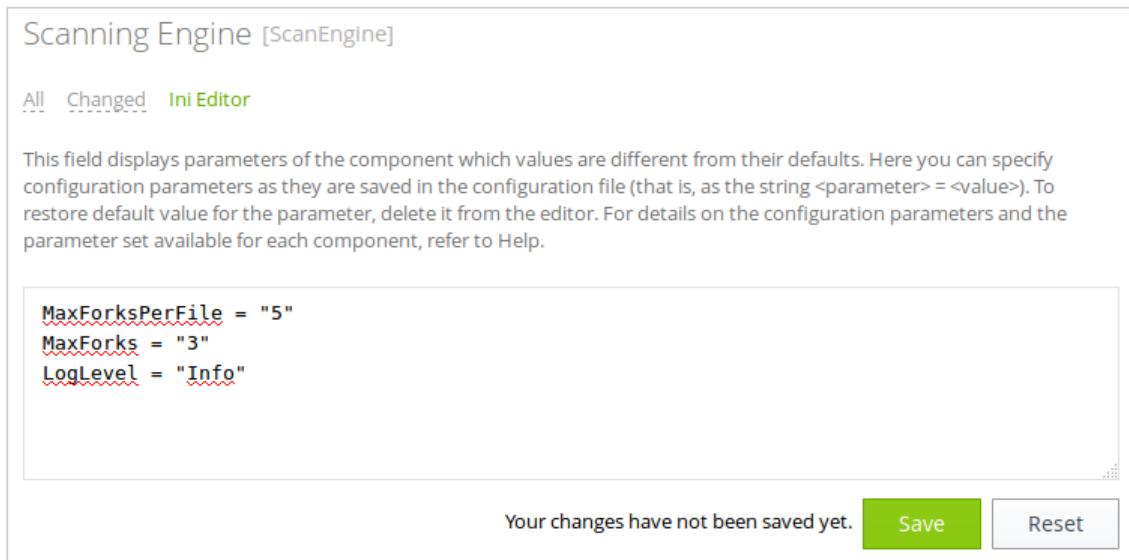 Scanning Engine [ScanEngine]
All Changed Ini Editor
This field displays parameters of the component which values are different from their defaults. Here you can specify
configuration parameters as they are saved in the configuration file (that is, as the string <parameter> = <value>). To
restore default value for the parameter, delete it from the editor. For details on the configuration parameters and the
parameter set available for each component, refer to Help.
MaxForksPerFile = "5"
MaxForks = "3"
LogLevel = "Info"
Your changes have not been saved yet. Save Reset